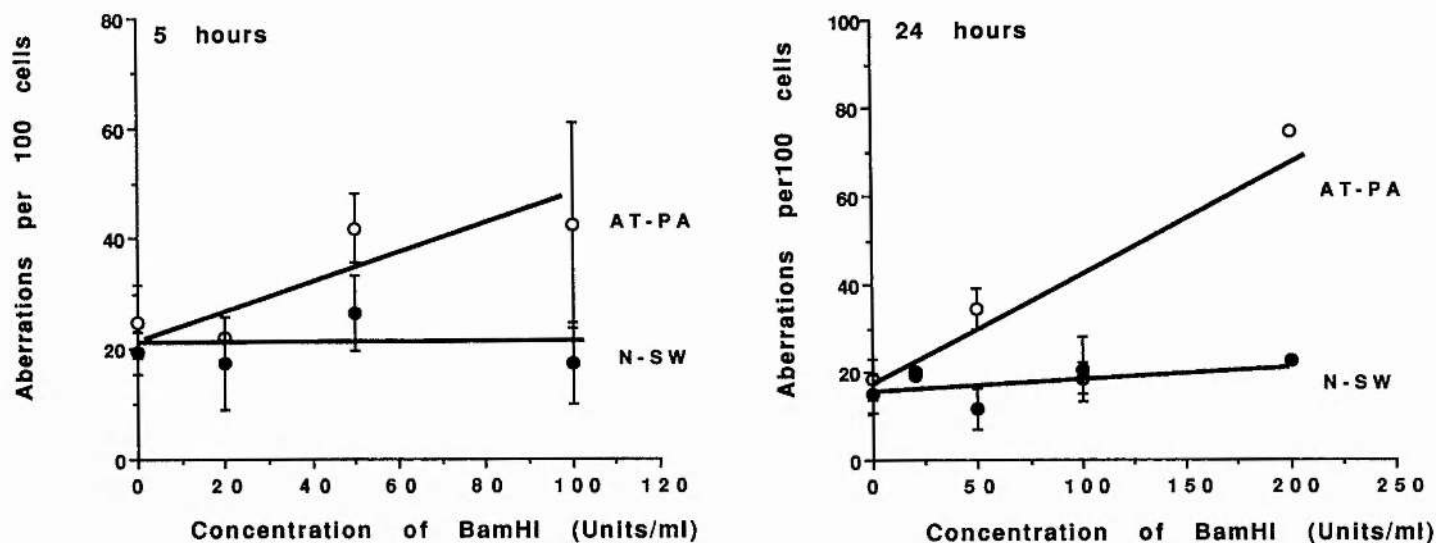 5 hours
Aberrations per 100 cells
80
60
40
20
0
AT-PA
N-SW
0 20 40 60 80 100 120
Concentration of BamHI (Units/ml)
24 hours
Aberrations per100 cells
100
80
60
40
20
0
AT-PA
N-SW
0 50 100 150 200 250
Concentration of BamHI (Units/ml)